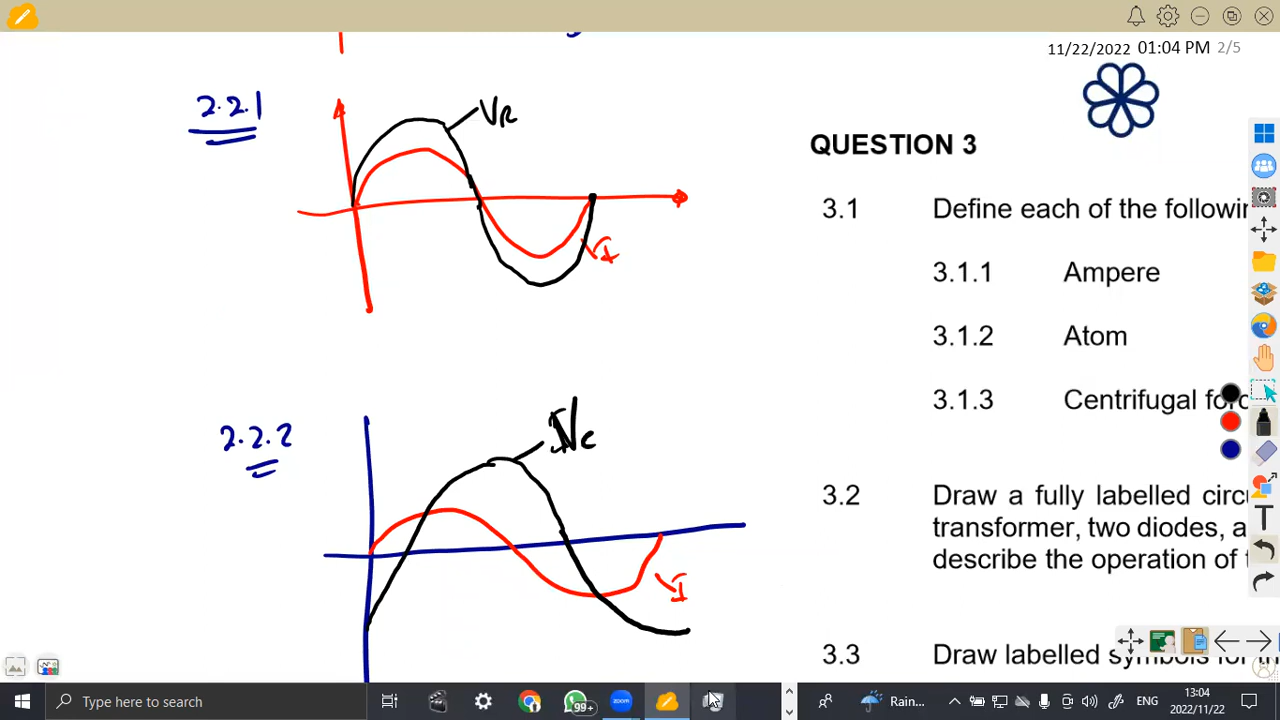 11/22/2022 01:04 PM 2/5
2.2.1
VR
I
QUESTION 3
3.1 Define each of the followin
3.1.1 Ampere
3.1.2 Atom
3.1.3 Centrifugal forc
2.2.2
Vc
I
3.2 Draw a fully labelled circu
transformer, two diodes, a
describe the operation of t
3.3 Draw labelled symbols for th
T
Type here to search
99+
zoom
Rain...
ENG
13:04
2022/11/22